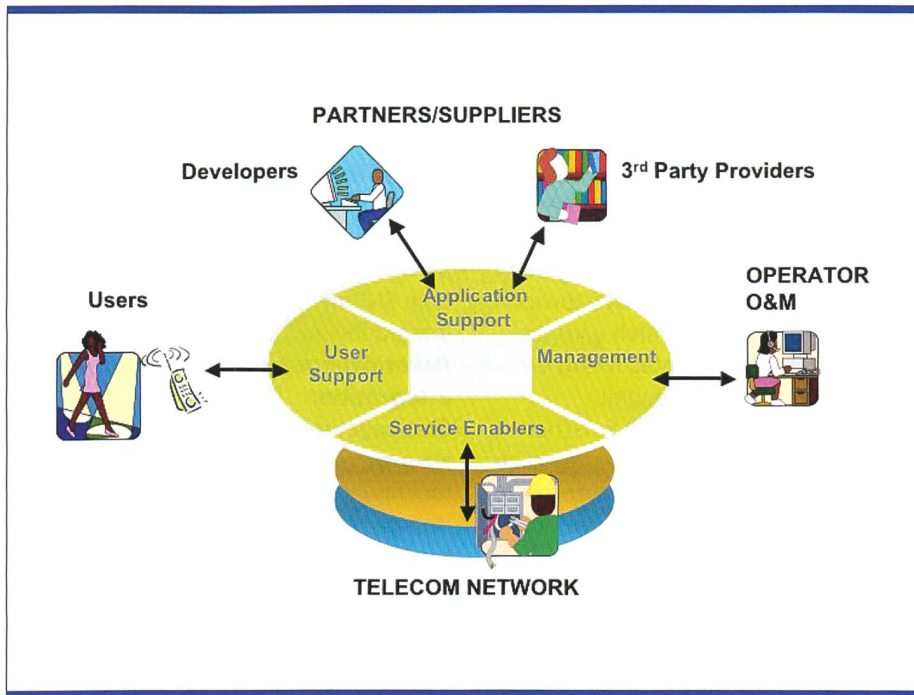 PARTNERS/SUPPLIERS
Developers
3rd Party Providers
Users
OPERATOR
O&M
Application
Support
User
Support
Management
Service Enablers
TELECOM NETWORK